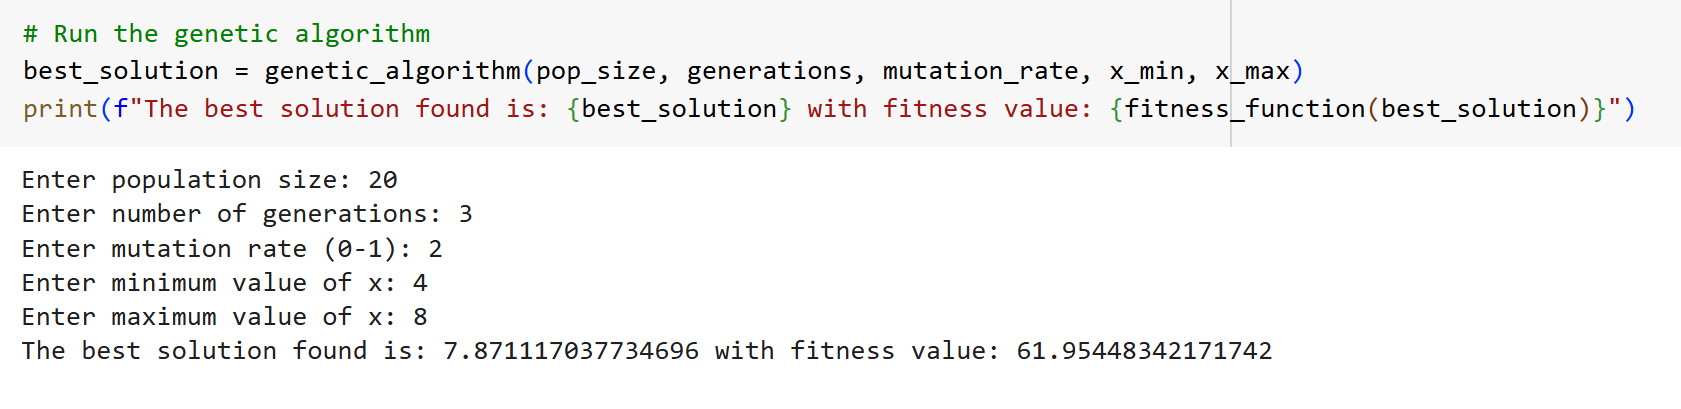 # Run the genetic algorithm
best_solution = genetic_algorithm(pop_size, generations, mutation_rate, x_min, x_max)
print(f"The best solution found is: {best_solution} with fitness value: {fitness_function(best_solution)}")
Enter population size: 20
Enter number of generations: 3
Enter mutation rate (0-1): 2
Enter minimum value of x: 4
Enter maximum value of x: 8
The best solution found is: 7.871117037734696 with fitness value: 61.95448342171742